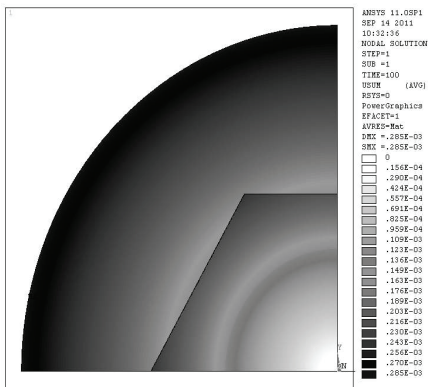 1
ANSYS 11.0SP1
SEP 14 2011
10:32:36
NODAL SOLUTION
STEP=1
SUB =1
TIME=100
USUM (AVG)
RSYS=0
PowerGraphics
EFACET=1
AVRES=Mat
DMX =.285E-03
SMX =.285E-03
0
.156E-04
.290E-04
.424E-04
.557E-04
.691E-04
.825E-04
.959E-04
.109E-03
.123E-03
.136E-03
.149E-03
.163E-03
.176E-03
.189E-03
.203E-03
.216E-03
.230E-03
.243E-03
.256E-03
.270E-03
.285E-03
Y